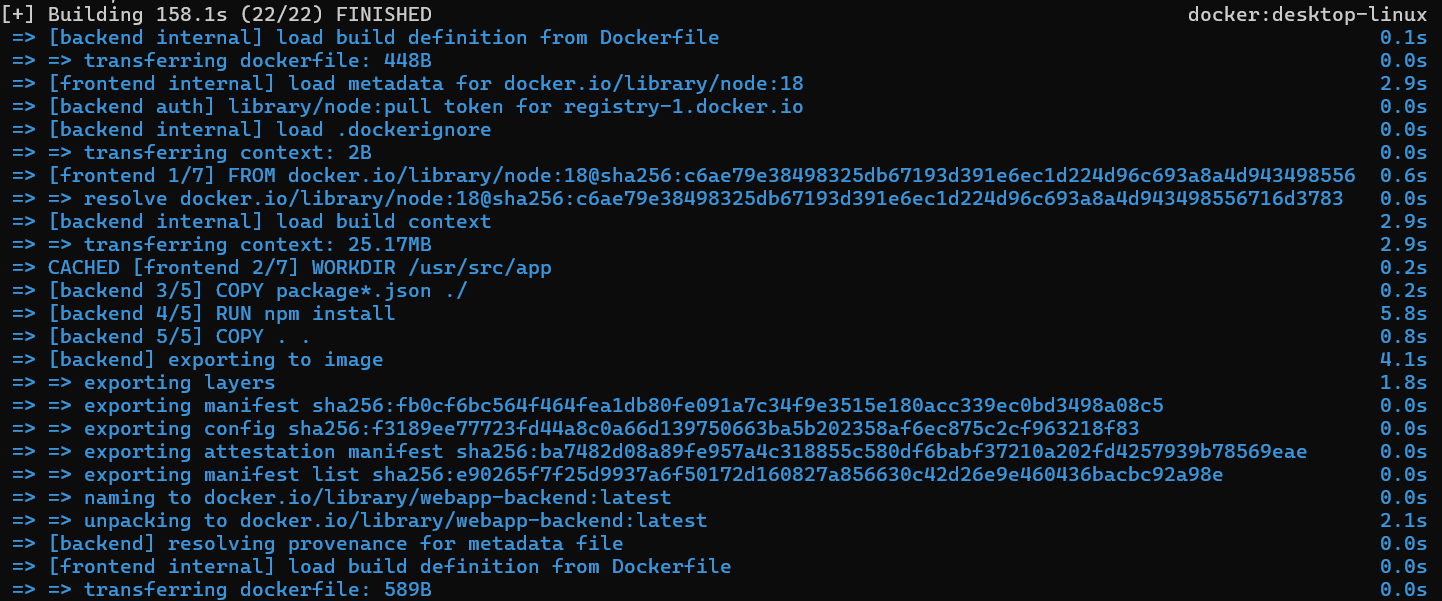 [+] Building 158.1s (22/22) FINISHED docker:desktop-linux
=> [backend internal] load build definition from Dockerfile 0.1s
=> => transferring dockerfile: 448B 0.0s
=> [frontend internal] load metadata for docker.io/library/node:18 2.9s
=> [backend auth] library/node:pull token for registry-1.docker.io 0.0s
=> [backend internal] load .dockerignore 0.0s
=> => transferring context: 2B 0.0s
=> [frontend 1/7] FROM docker.io/library/node:18@sha256:c6ae79e38498325db67193d391e6ec1d224d96c693a8a4d943498556 0.6s
=> => resolve docker.io/library/node:18@sha256:c6ae79e38498325db67193d391e6ec1d224d96c693a8a4d943498556716d3783 0.0s
=> [backend internal] load build context 2.9s
=> => transferring context: 25.17MB 2.9s
=> CACHED [frontend 2/7] WORKDIR /usr/src/app 0.2s
=> [backend 3/5] COPY package*.json ./ 0.2s
=> [backend 4/5] RUN npm install 5.8s
=> [backend 5/5] COPY . . 0.8s
=> [backend] exporting to image 4.1s
=> => exporting layers 1.8s
=> => exporting manifest sha256:fb0cf6bc564f464fea1db80fe091a7c34f9e3515e180acc339ec0bd3498a08c5 0.0s
=> => exporting config sha256:f3189ee77723fd44a8c0a66d139750663ba5b202358af6ec875c2cf963218f83 0.0s
=> => exporting attestation manifest sha256:ba7482d08a89fe957a4c318855c580df6babf37210a202fd4257939b78569eae 0.0s
=> => exporting manifest list sha256:e90265f7f25d9937a6f50172d160827a856630c42d26e9e460436bacbc92a98e 0.0s
=> => naming to docker.io/library/webapp-backend:latest 0.0s
=> => unpacking to docker.io/library/webapp-backend:latest 2.1s
=> [backend] resolving provenance for metadata file 0.0s
=> [frontend internal] load build definition from Dockerfile 0.0s
=> => transferring dockerfile: 589B 0.0s